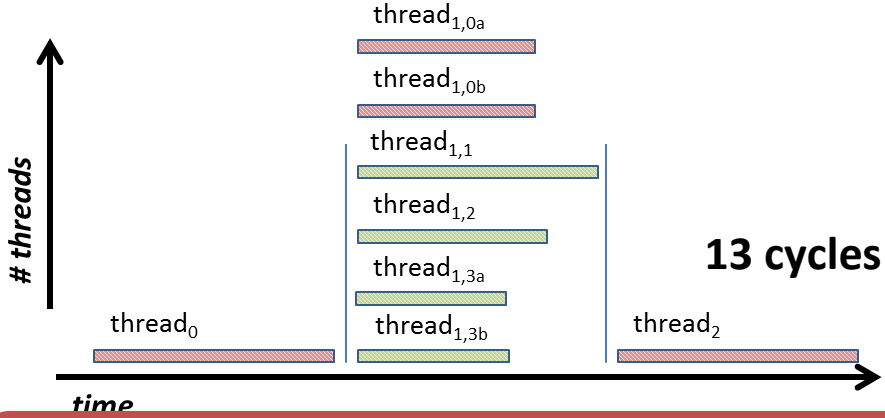 thread1,0a
thread1,0b
thread1,1
thread1,2
thread1,3a
thread1,3b
thread0
thread2
# threads
13 cycles
time